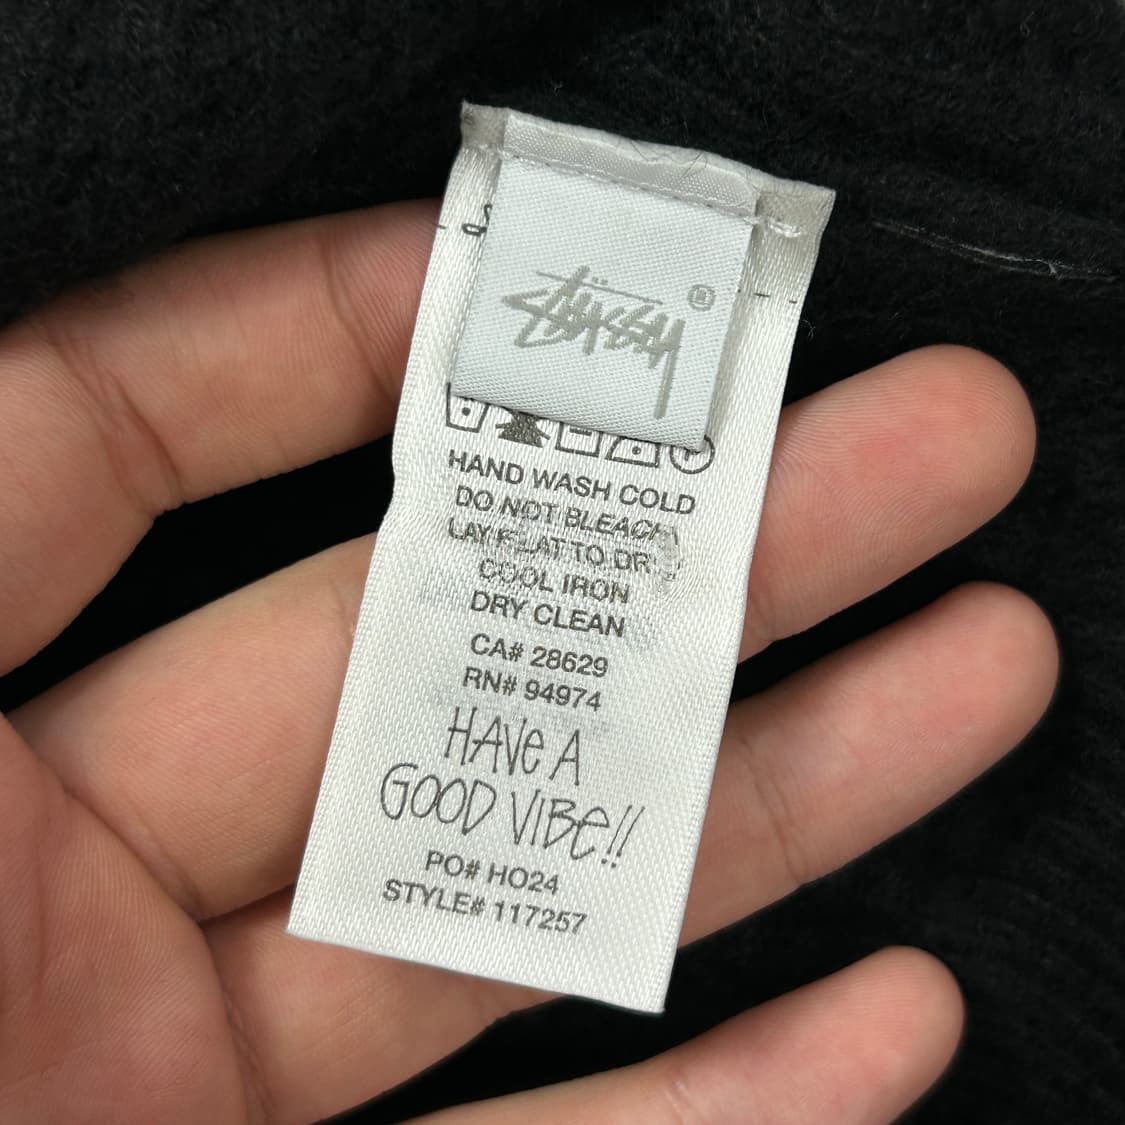 STÜSSY ®
HAND WASH COLD
DO NOT BLEACH
LAY FLAT TO DRY
COOL IRON
DRY CLEAN
CA# 28629
RN# 94974
HAVE A
GOOD VIBE!!
PO# HO24
STYLE# 117257